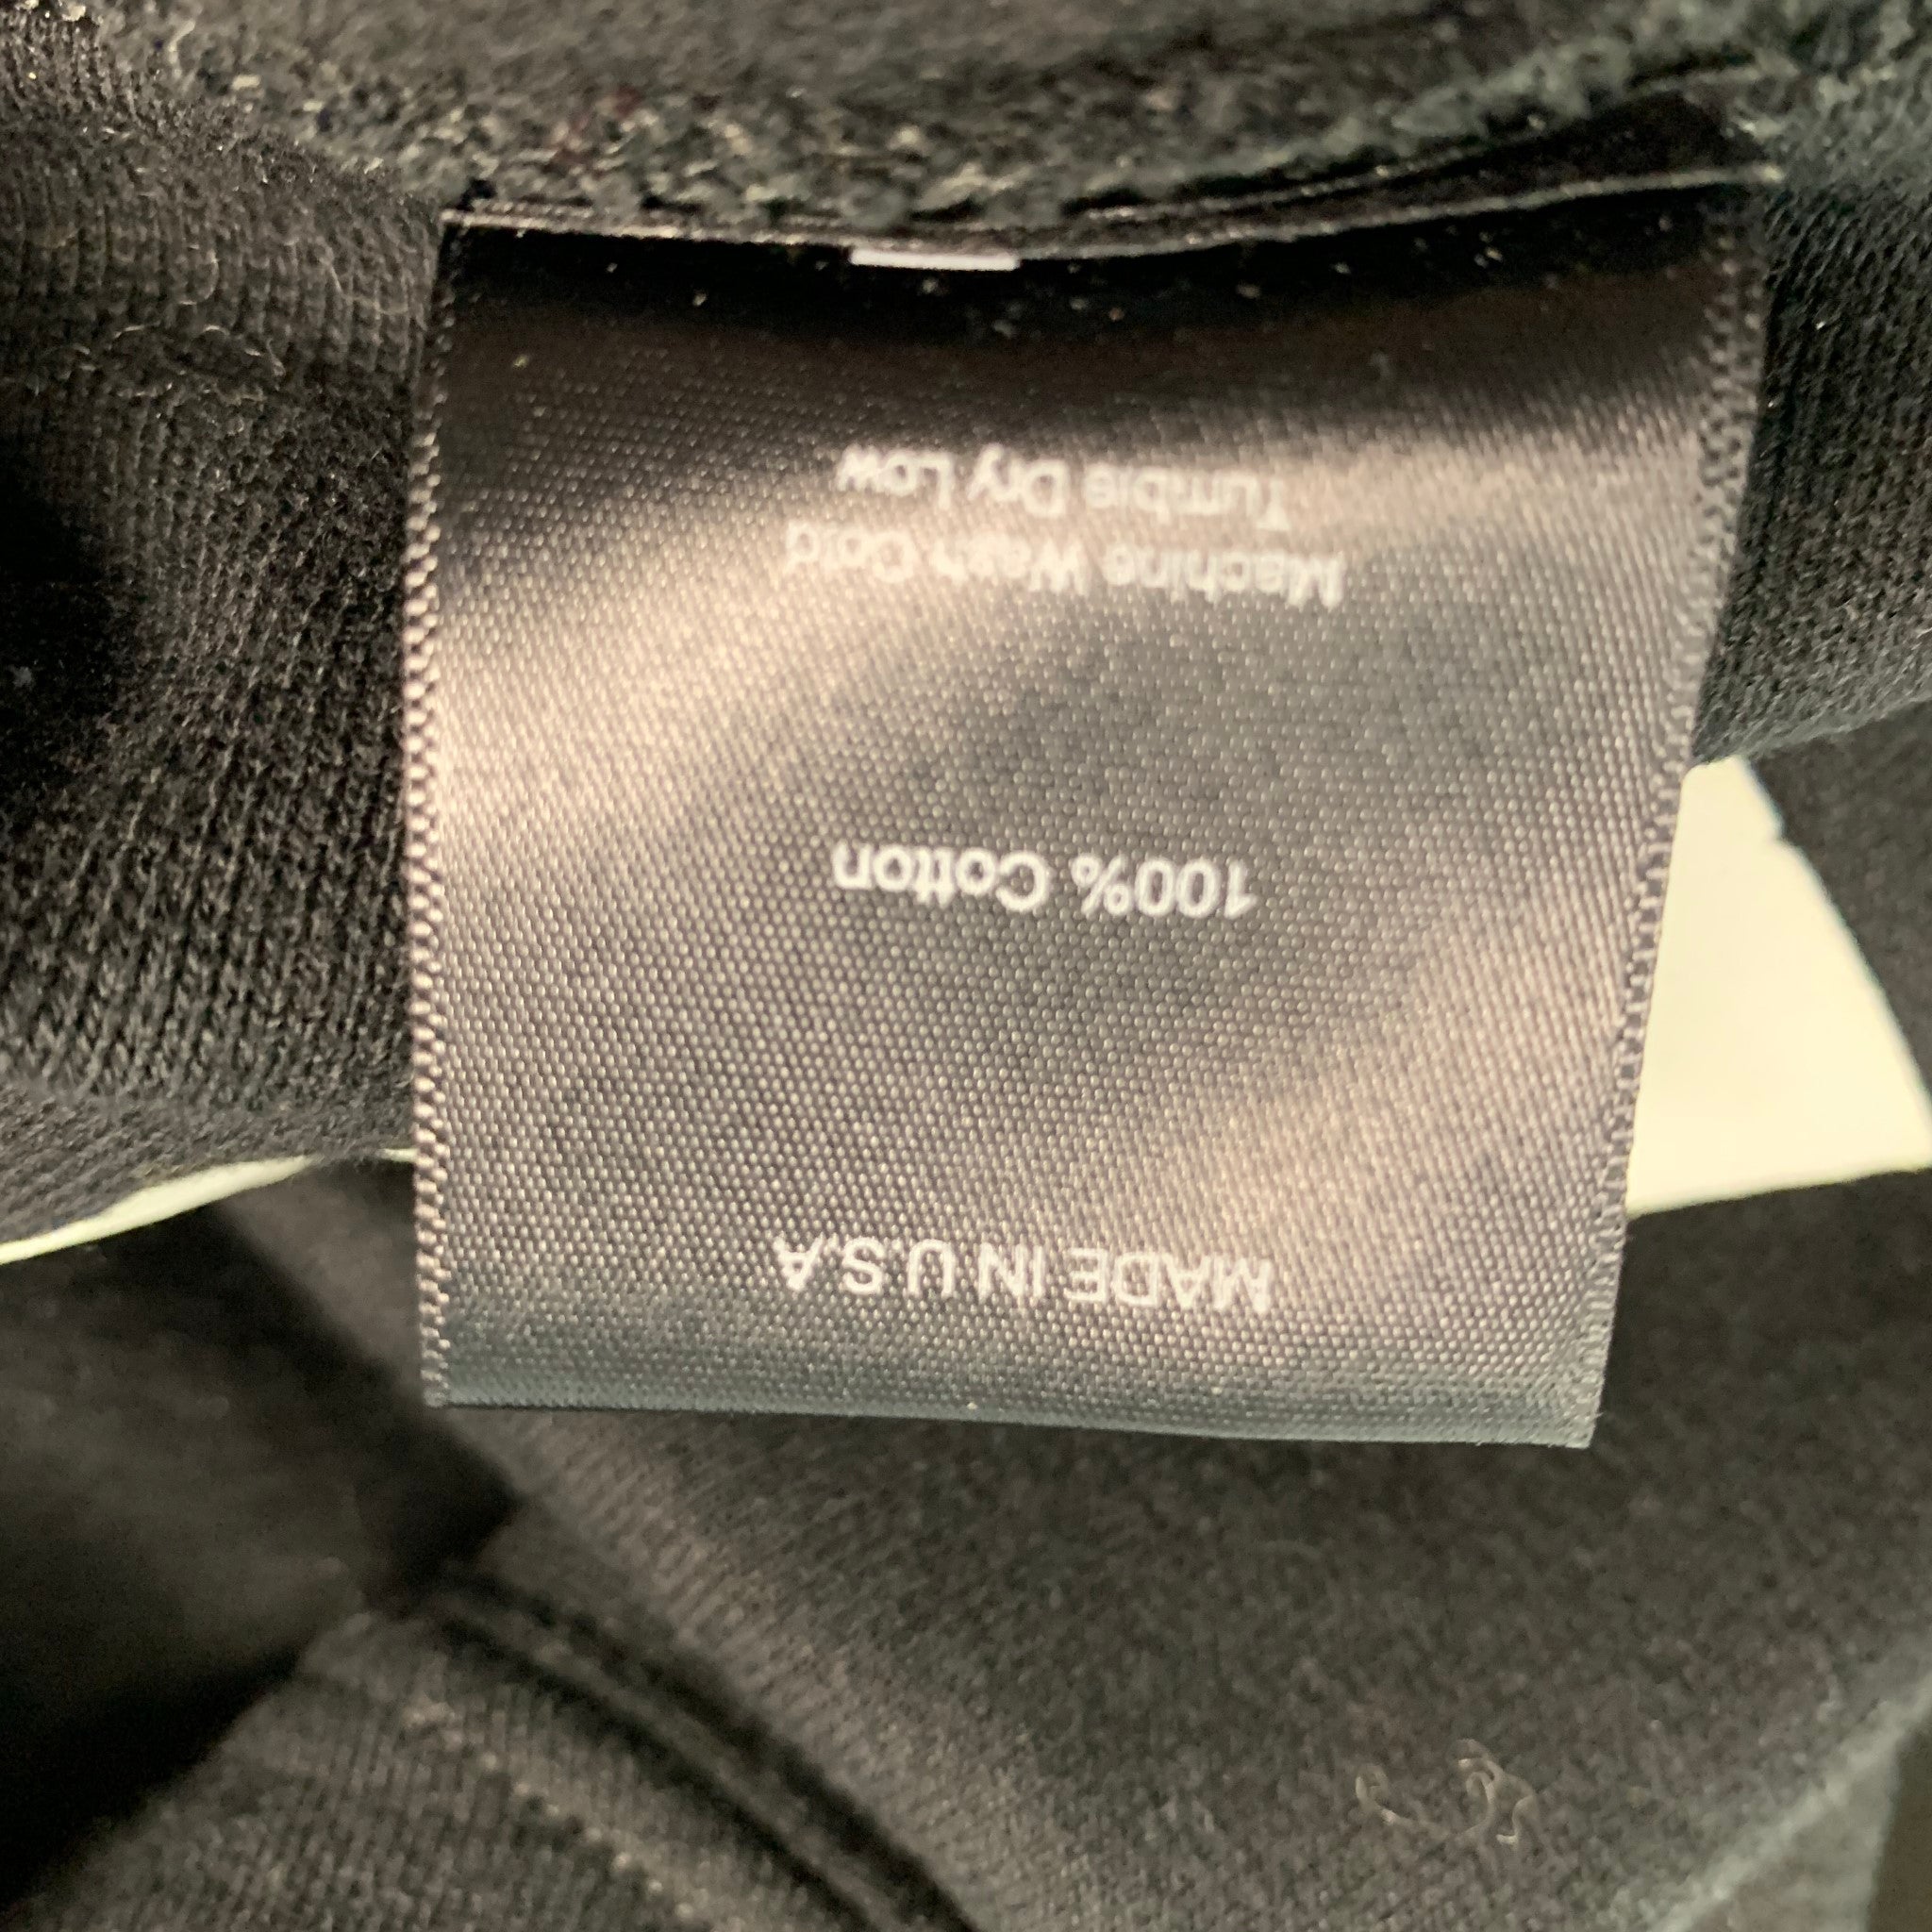 MADE IN U.S.A
100% Cotton
Machine Wash Cold
Tumble Dry Low